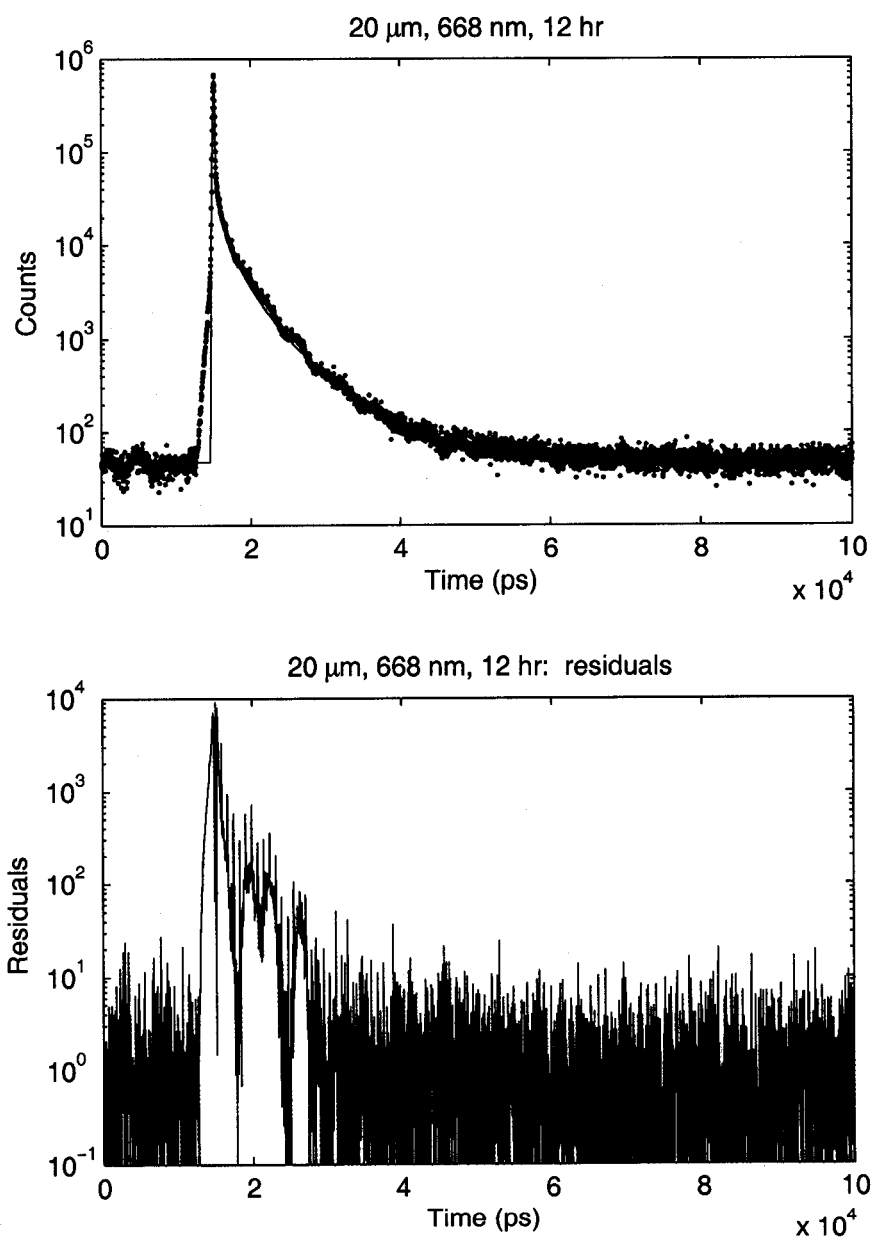 20 μm, 668 nm, 12 hr
10^6
10^5
10^4
10^3
10^2
10^1
Counts
0 2 4 6 8 10
Time (ps)
x 10^4
20 μm, 668 nm, 12 hr: residuals
10^4
10^3
10^2
10^1
10^0
10^-1
Residuals
0 2 4 6 8 10
Time (ps)
x 10^4